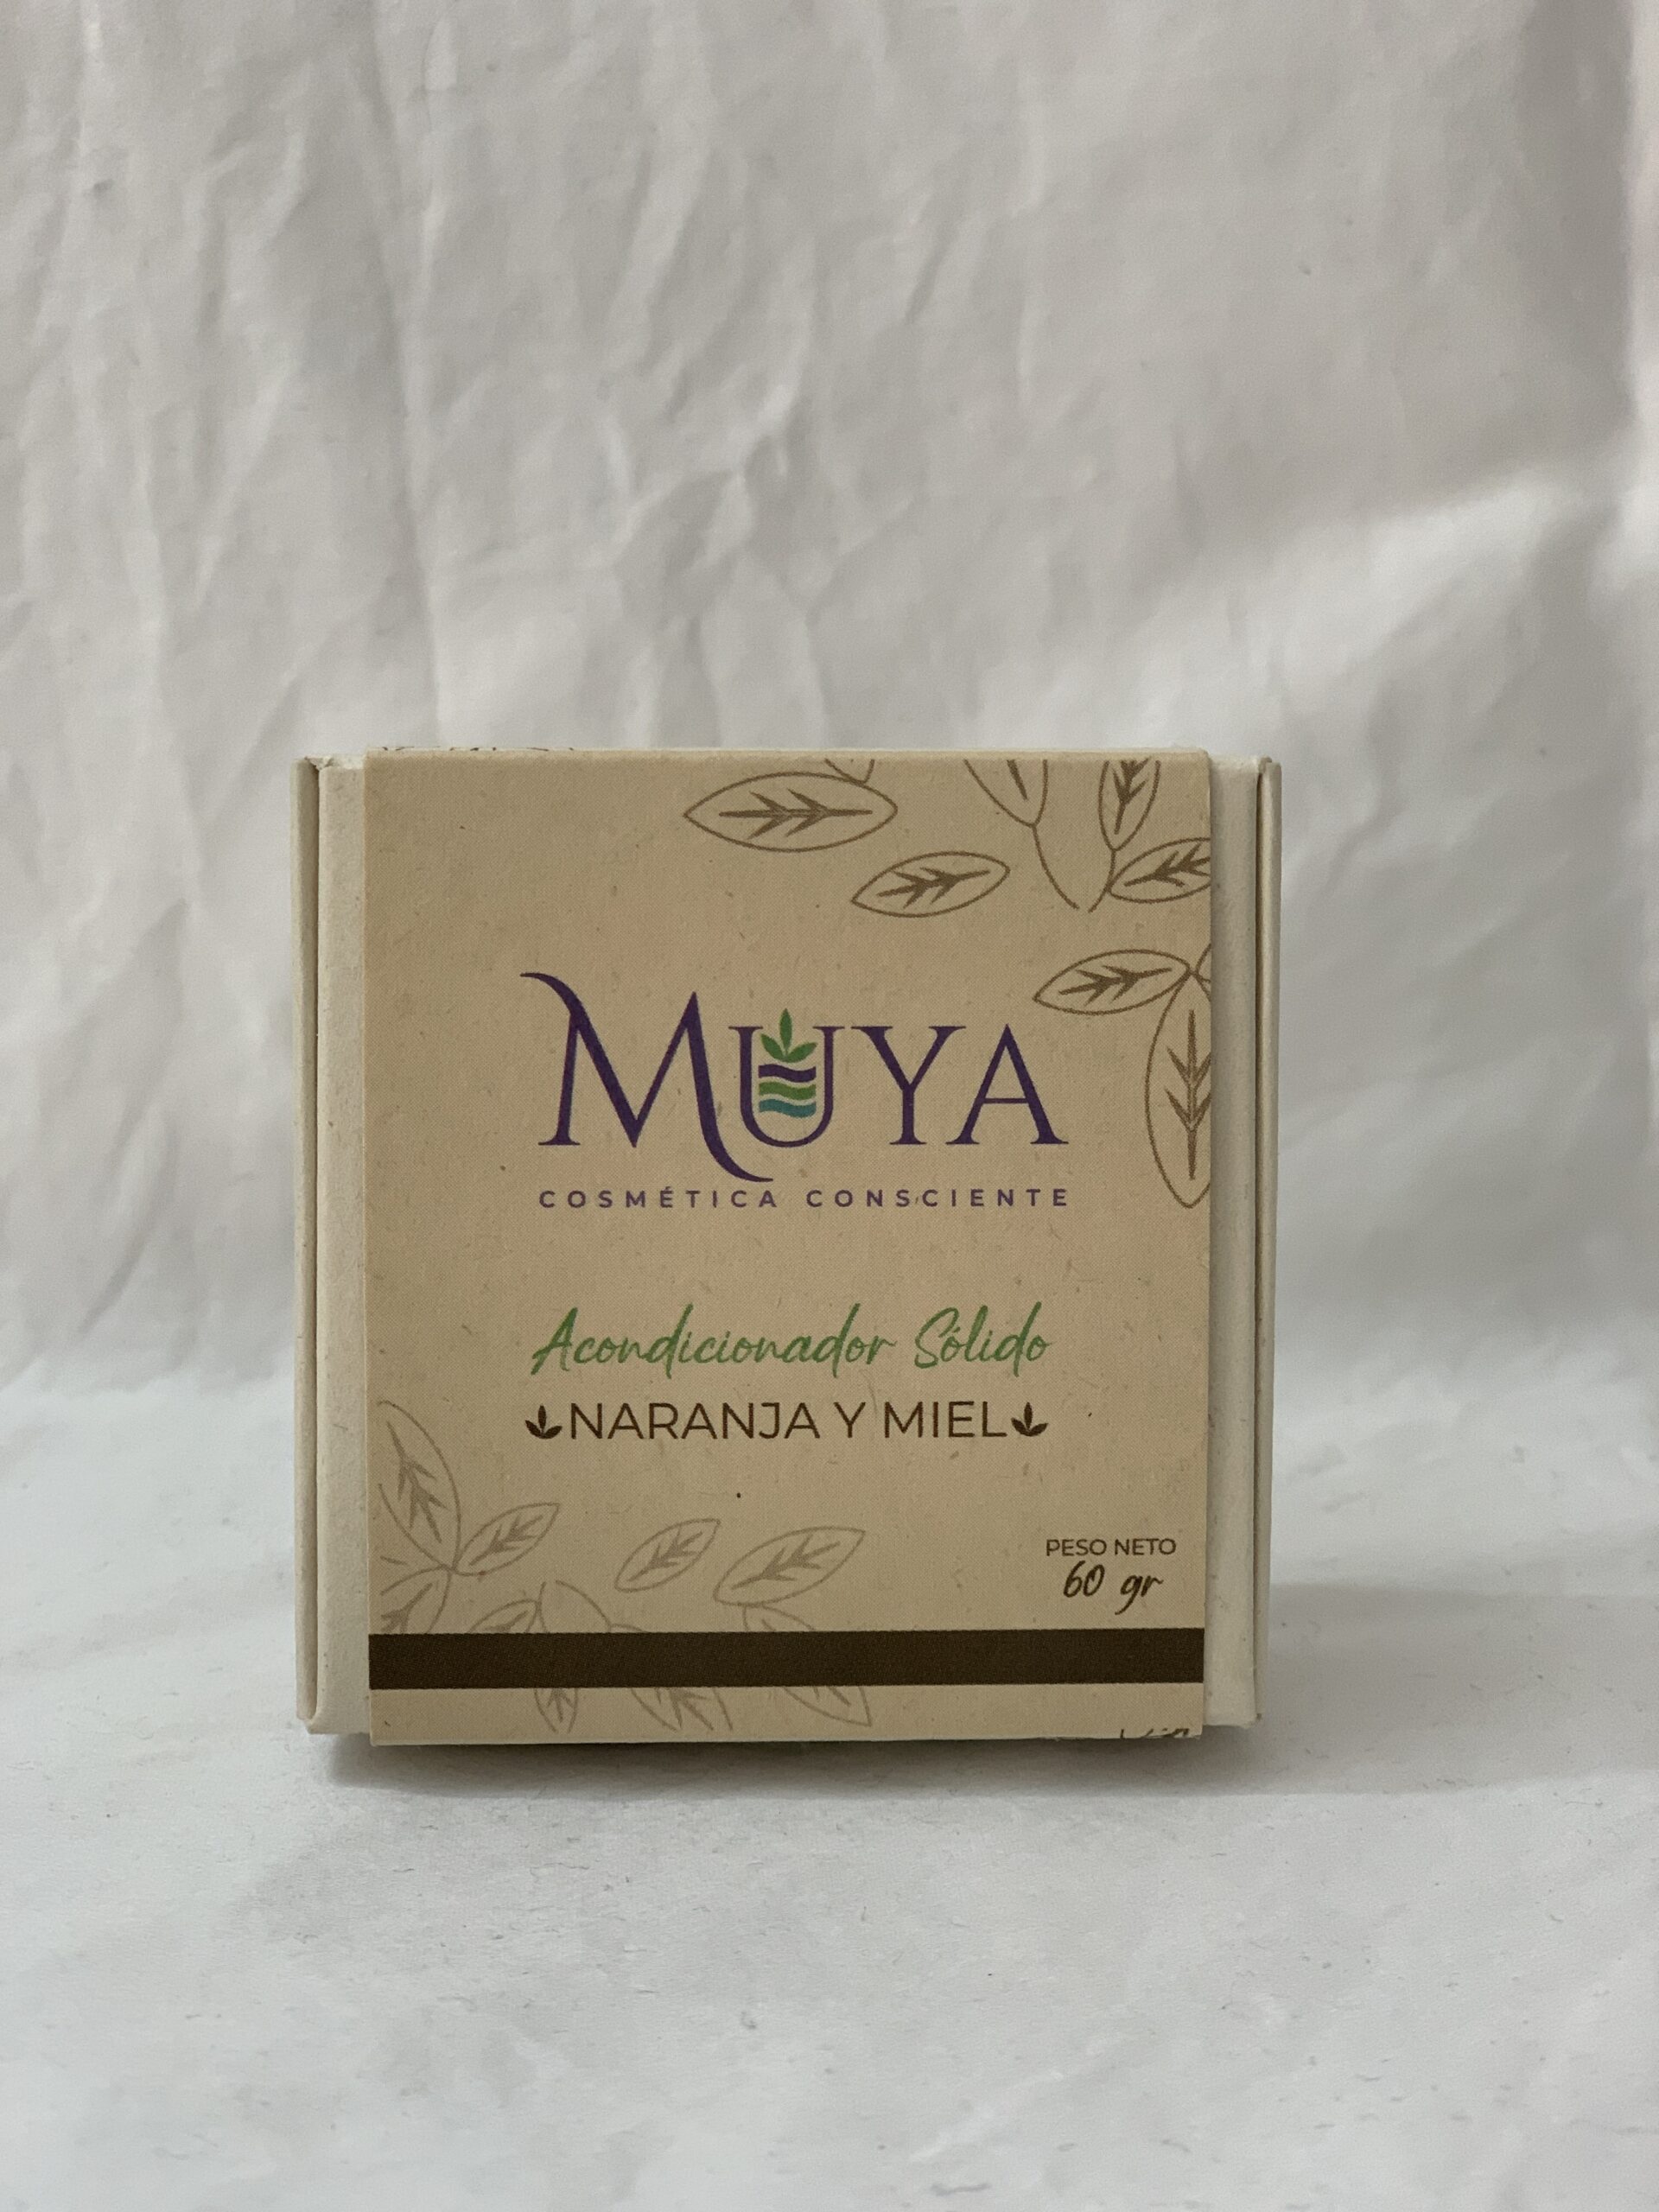 MUYA
COSMÉTICA CONSCIENTE
Acondicionador Sólido
NARANJA Y MIEL
PESO NETO
60 gr